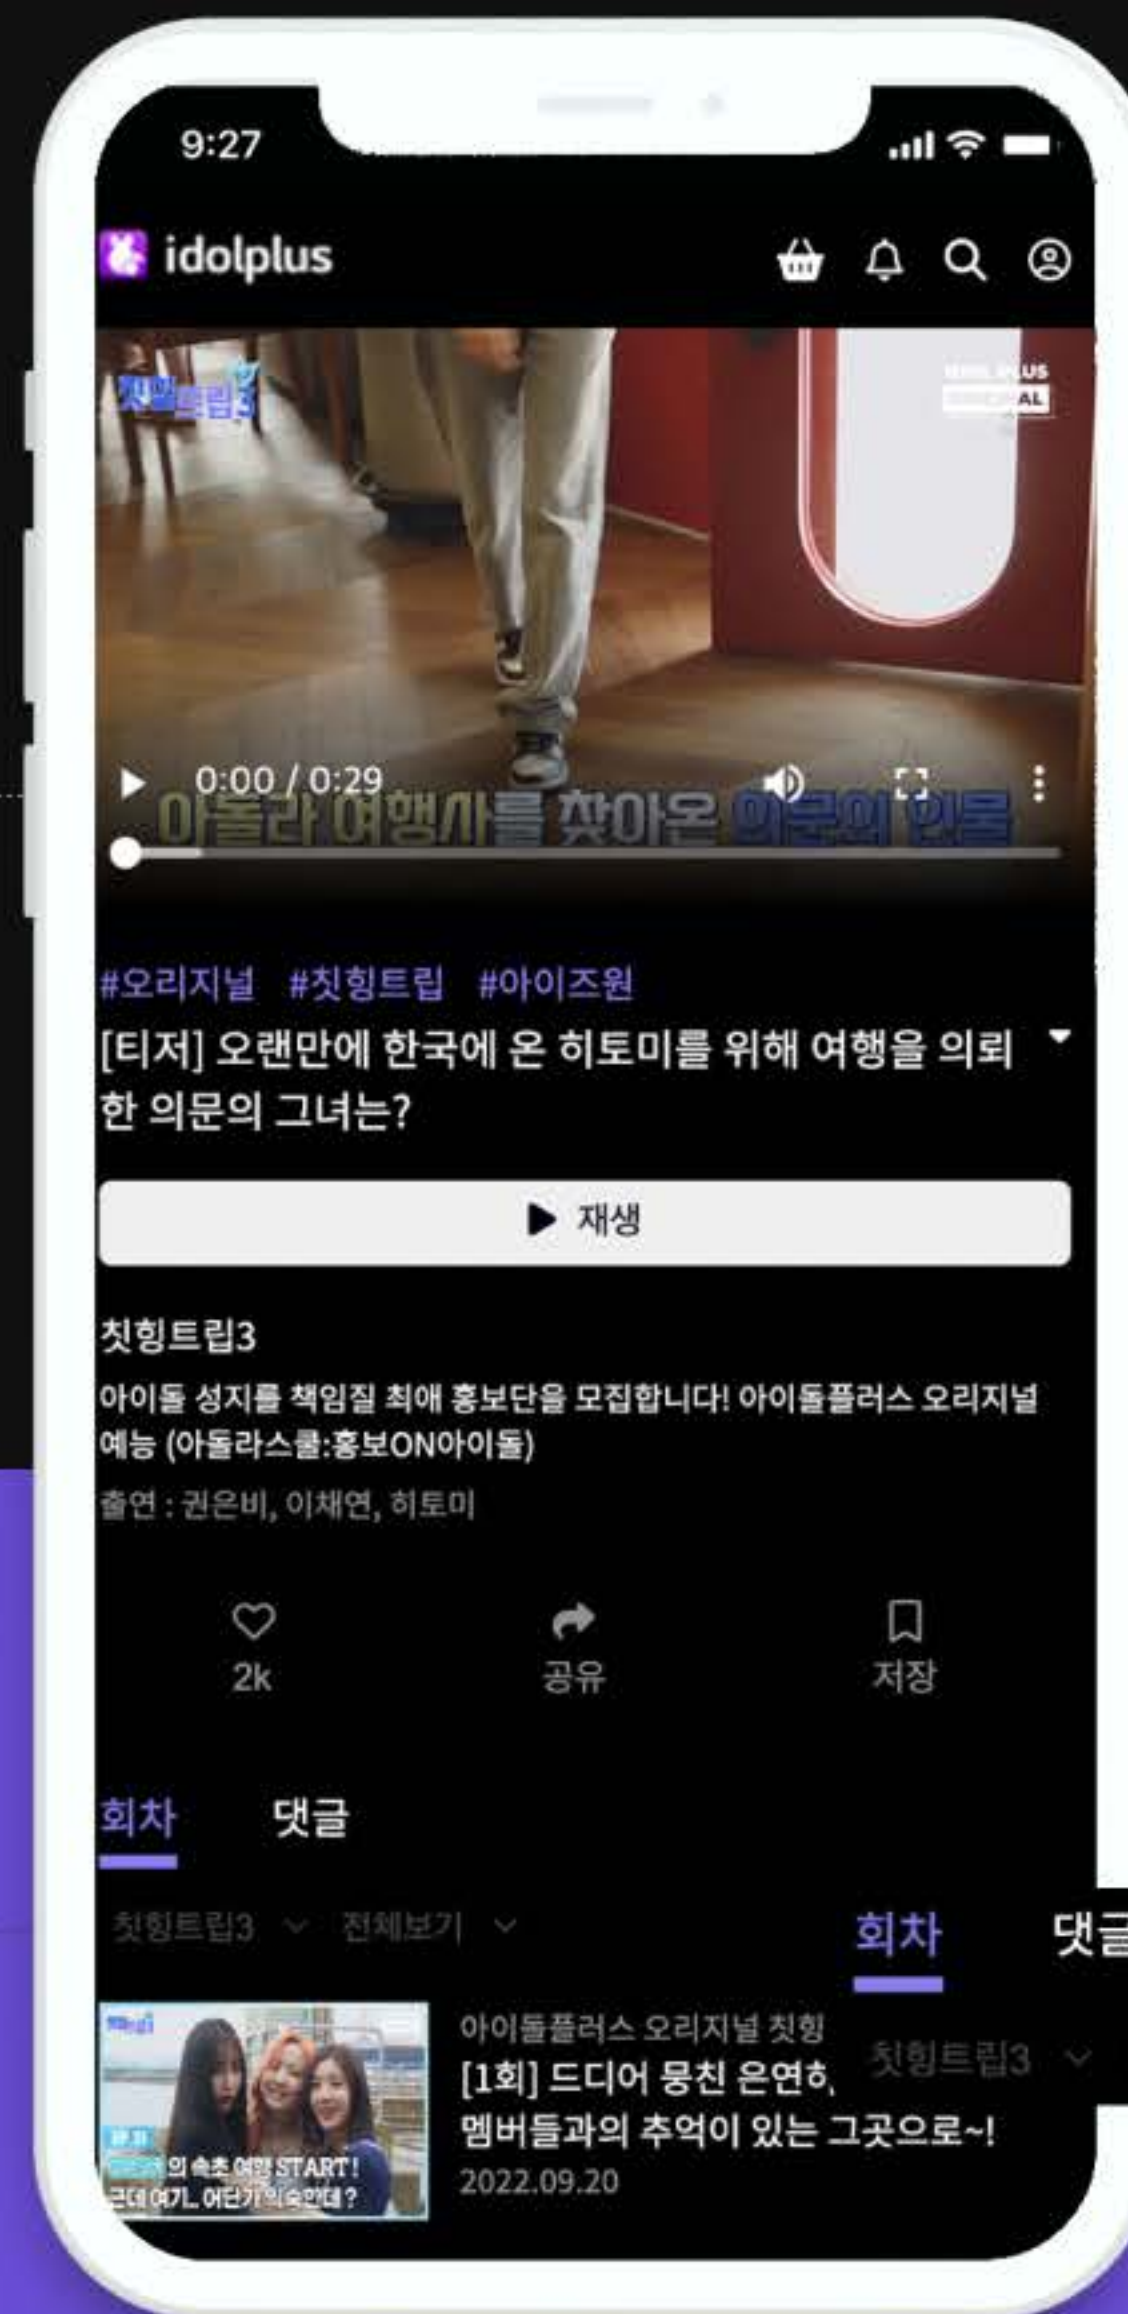 9:27
idolplus
칫힝트립3
PLUS
AL
0:00 / 0:29
아돌라 여행사를 찾아온 의문의 인물
#오리지널 #칫힝트립 #아이즈원
[티저] 오랜만에 한국에 온 히토미를 위해 여행을 의뢰
한 의문의 그녀는?
재생
칫힝트립3
아이돌 성지를 책임질 최애 홍보단을 모집합니다! 아이돌플러스 오리지널
예능 (아돌라스쿨:홍보ON아이돌)
출연 : 권은비, 이채연, 히토미
2k
공유
저장
회차 댓글
칫힝트립3 전체보기
회차 댓글
칫힝트립3
아이돌플러스 오리지널 칫힝
[1회] 드디어 뭉친 은연히,
멤버들과의 추억이 있는 그곳으로~!
2022.09.20
의 속초 여행 START!
근데 여기.. 어딘가 익숙한데?